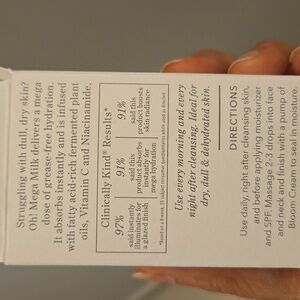 Struggling with dull, dry skin?
Oh! Mega Milk delivers a mega
dose of grease-free hydration.
It absorbs instantly and is infused
with fatty acid-rich fermented plant
oils, Vitamin C and Niacinamide.
Clinically Kind* Results*
97%
said this
instantly
illuminates for
a glazed finish
91%
said this
product absorbs
instantly for
mega hydration
91%
said this
product boosts
skin radiance
Use every morning and every
night after cleansing. Ideal for
dry, dull & dehydrated skin.
DIRECTIONS
Use daily, right after cleansing skin,
and before applying moisturizer
and SPF. Massage 2-3 drops into face
and neck and finish with a pump of
Bloom Cream to seal in moisture.